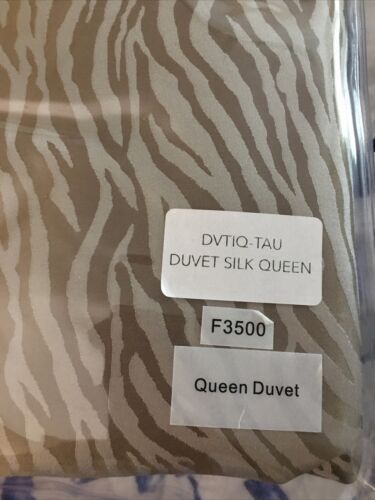 DVTIQ-TAU
DUVET SILK QUEEN
F3500
Queen Duvet